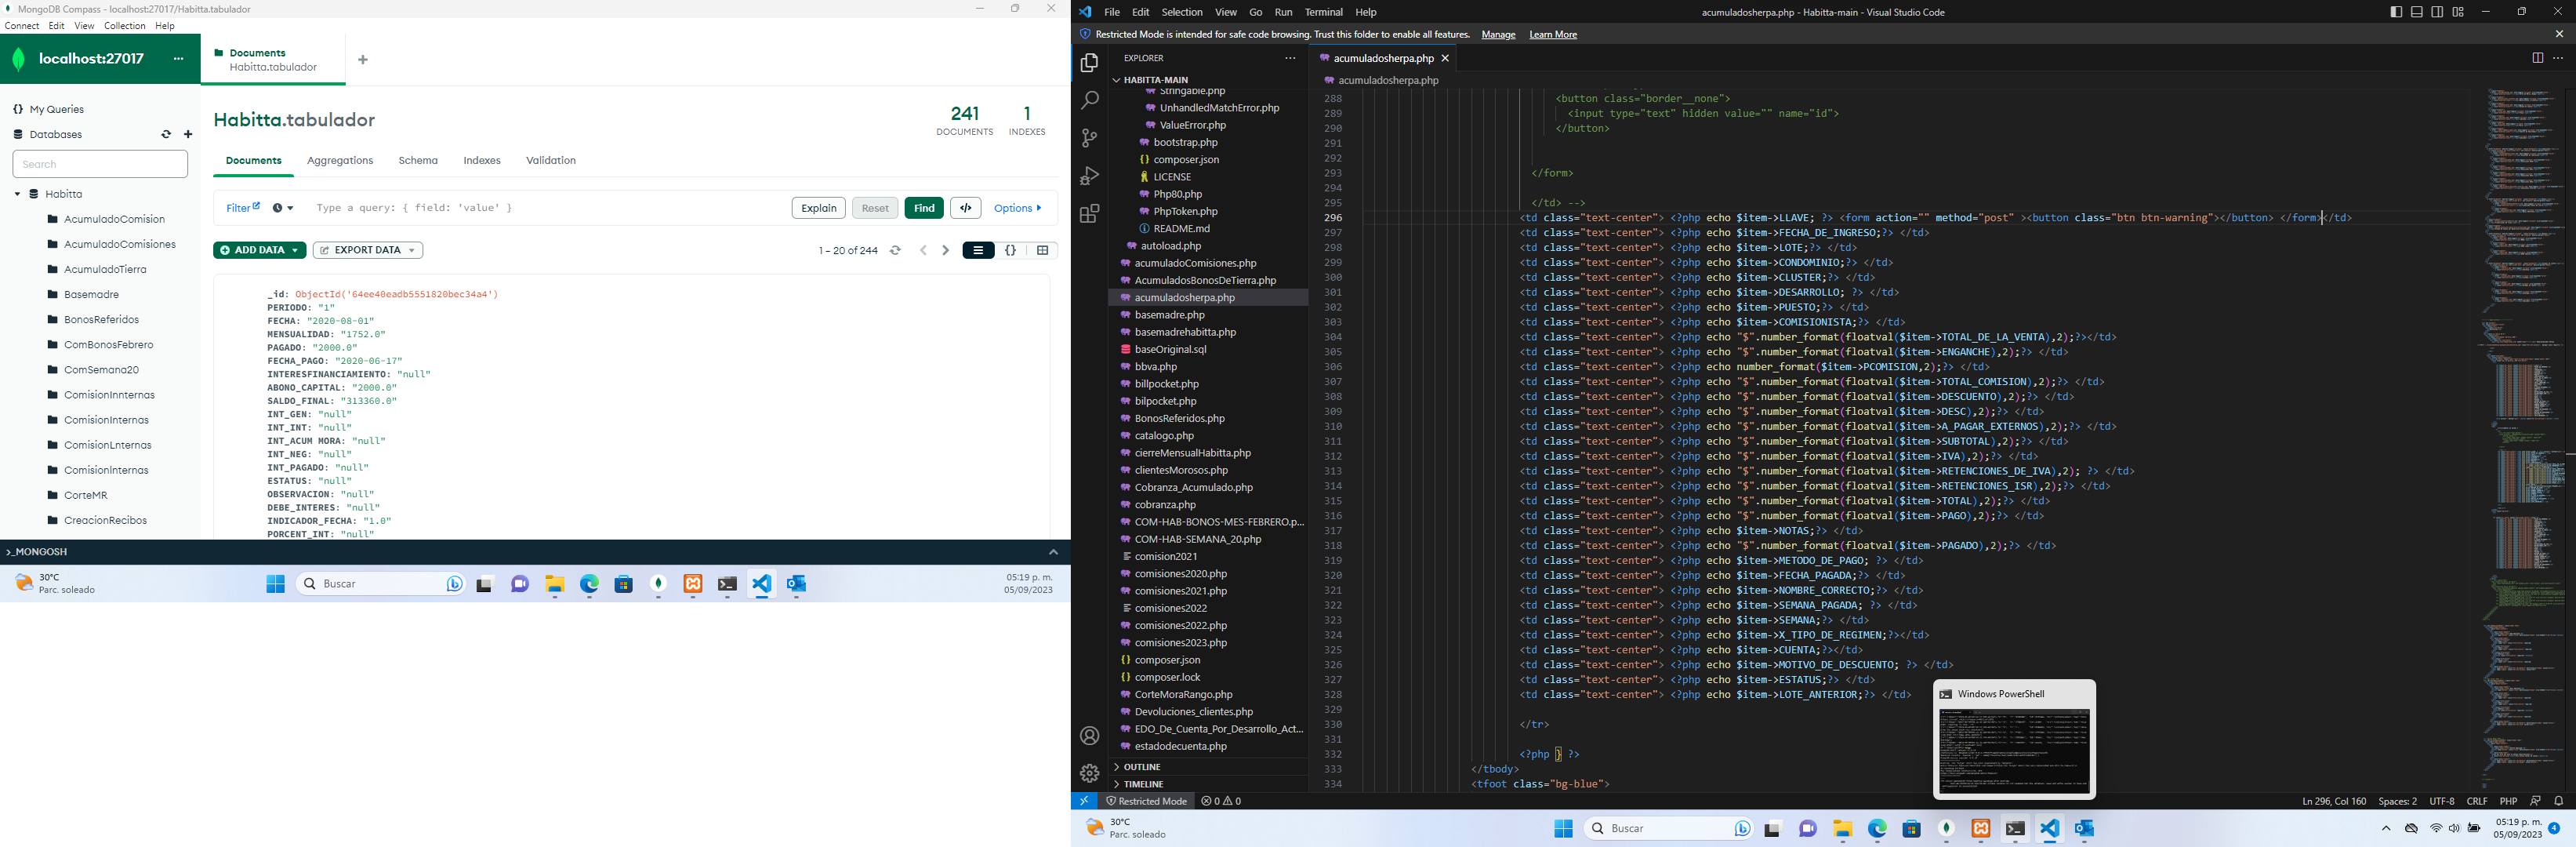 MongoDB Compass - localhost:27017/Habitta.tabulador
Connect Edit View Collection Help
localhost:27017 ...
Documents
Habitta.tabulador
My Queries
Databases
Search
Habitta
AcumuladoComision
AcumuladoComisiones
AcumuladoTierra
Basemadre
BonosReferidos
ComBonosFebrero
ComSemana20
ComisionInnternas
ComisionInternas
ComisionLnternas
ComisionInternas
CorteMR
CreacionRecibos
Habitta.tabulador
241
DOCUMENTS
1
INDEXES
Documents Aggregations Schema Indexes Validation
Filter Type a query: { field: 'value' } Explain Reset Find </> Options
ADD DATA EXPORT DATA 1 – 20 of 244
_id: ObjectId('64ee40eadb5551820bec34a4')
PERIODO: "1"
FECHA: "2020-08-01"
MENSUALIDAD: "1752.0"
PAGADO: "2000.0"
FECHA_PAGO: "2020-06-17"
INTERESFINANCIAMIENTO: "null"
ABONO_CAPITAL: "2000.0"
SALDO_FINAL: "313360.0"
INT_GEN: "null"
INT_INT: "null"
INT_ACUM MORA: "null"
INT_NEG: "null"
INT_PAGADO: "null"
ESTATUS: "null"
OBSERVACION: "null"
DEBE_INTERES: "null"
INDICADOR_FECHA: "1.0"
PORCENT_INT: "null"
>_MONGOSH
30°C
Parc. soleado
Buscar
05:19 p. m.
05/09/2023
File Edit Selection View Go Run Terminal Help
acumuladosherpa.php - Habitta-main - Visual Studio Code
Restricted Mode is intended for safe code browsing. Trust this folder to enable all features. Manage Learn More
EXPLORER ...
HABITTA-MAIN
Stringable.php
UnhandledMatchError.php
ValueError.php
bootstrap.php
{} composer.json
LICENSE
Php80.php
PhpToken.php
README.md
autoload.php
acumuladoComisiones.php
AcumuladosBonosDeTierra.php
acumuladosherpa.php
basemadre.php
basemadrehabitta.php
baseOriginal.sql
bbva.php
billpocket.php
bilpocket.php
BonosReferidos.php
catalogo.php
cierreMensualHabitta.php
clientesMorosos.php
Cobranza_Acumulado.php
cobranza.php
COM-HAB-BONOS-MES-FEBRERO.p...
COM-HAB-SEMANA_20.php
comision2021
comisiones2020.php
comisiones2021.php
comisiones2022
comisiones2022.php
comisiones2023.php
{} composer.json
{} composer.lock
CorteMoraRango.php
Devoluciones_clientes.php
EDO_De_Cuenta_Por_Desarrollo_Act...
estadodecuenta.php
OUTLINE
TIMELINE
acumuladosherpa.php
acumuladosherpa.php
288 <button class="border__none">
289 <input type="text" hidden value="" name="id">
290 </button>
291
292
293 </form>
294
295 </td> -->
296 <td class="text-center"> <?php echo $item->LLAVE; ?> <form action="" method="post" ><button class="btn btn-warning"></button> </form></td>
297 <td class="text-center"> <?php echo $item->FECHA_DE_INGRESO;?> </td>
298 <td class="text-center"> <?php echo $item->LOTE;?> </td>
299 <td class="text-center"> <?php echo $item->CONDOMINIO;?> </td>
300 <td class="text-center"> <?php echo $item->CLUSTER;?> </td>
301 <td class="text-center"> <?php echo $item->DESARROLLO; ?> </td>
302 <td class="text-center"> <?php echo $item->PUESTO;?> </td>
303 <td class="text-center"> <?php echo $item->COMISIONISTA;?> </td>
304 <td class="text-center"> <?php echo "$".number_format(floatval($item->TOTAL_DE_LA_VENTA),2);?></td>
305 <td class="text-center"> <?php echo "$".number_format(floatval($item->ENGANCHE),2);?> </td>
306 <td class="text-center"> <?php echo number_format($item->PCOMISION,2);?> </td>
307 <td class="text-center"> <?php echo "$".number_format(floatval($item->TOTAL_COMISION),2);?> </td>
308 <td class="text-center"> <?php echo "$".number_format(floatval($item->DESCUENTO),2);?> </td>
309 <td class="text-center"> <?php echo "$".number_format(floatval($item->DESC),2);?> </td>
310 <td class="text-center"> <?php echo "$".number_format(floatval($item->A_PAGAR_EXTERNOS),2);?> </td>
311 <td class="text-center"> <?php echo "$".number_format(floatval($item->SUBTOTAL),2);?> </td>
312 <td class="text-center"> <?php echo "$".number_format(floatval($item->IVA),2);?> </td>
313 <td class="text-center"> <?php echo "$".number_format(floatval($item->RETENCIONES_DE_IVA),2); ?> </td>
314 <td class="text-center"> <?php echo "$".number_format(floatval($item->RETENCIONES_ISR),2);?> </td>
315 <td class="text-center"> <?php echo "$".number_format(floatval($item->TOTAL),2);?> </td>
316 <td class="text-center"> <?php echo "$".number_format(floatval($item->PAGO),2);?> </td>
317 <td class="text-center"> <?php echo $item->NOTAS;?> </td>
318 <td class="text-center"> <?php echo "$".number_format(floatval($item->PAGADO),2);?> </td>
319 <td class="text-center"> <?php echo $item->METODO_DE_PAGO; ?> </td>
320 <td class="text-center"> <?php echo $item->FECHA_PAGADA;?> </td>
321 <td class="text-center"> <?php echo $item->NOMBRE_CORRECTO;?> </td>
322 <td class="text-center"> <?php echo $item->SEMANA_PAGADA; ?> </td>
323 <td class="text-center"> <?php echo $item->SEMANA;?> </td>
324 <td class="text-center"> <?php echo $item->X_TIPO_DE_REGIMEN;?></td>
325 <td class="text-center"> <?php echo $item->CUENTA;?></td>
326 <td class="text-center"> <?php echo $item->MOTIVO_DE_DESCUENTO; ?> </td>
327 <td class="text-center"> <?php echo $item->ESTATUS;?> </td>
328 <td class="text-center"> <?php echo $item->LOTE_ANTERIOR;?> </td>
329
330 </tr>
331
332 <?php } ?>
333 </tbody>
334 <tfoot class="bg-blue">
Windows PowerShell
Restricted Mode 0 0
Ln 296, Col 160 Spaces: 2 UTF-8 CRLF PHP
30°C
Parc. soleado
Buscar
05:19 p. m.
05/09/2023
4